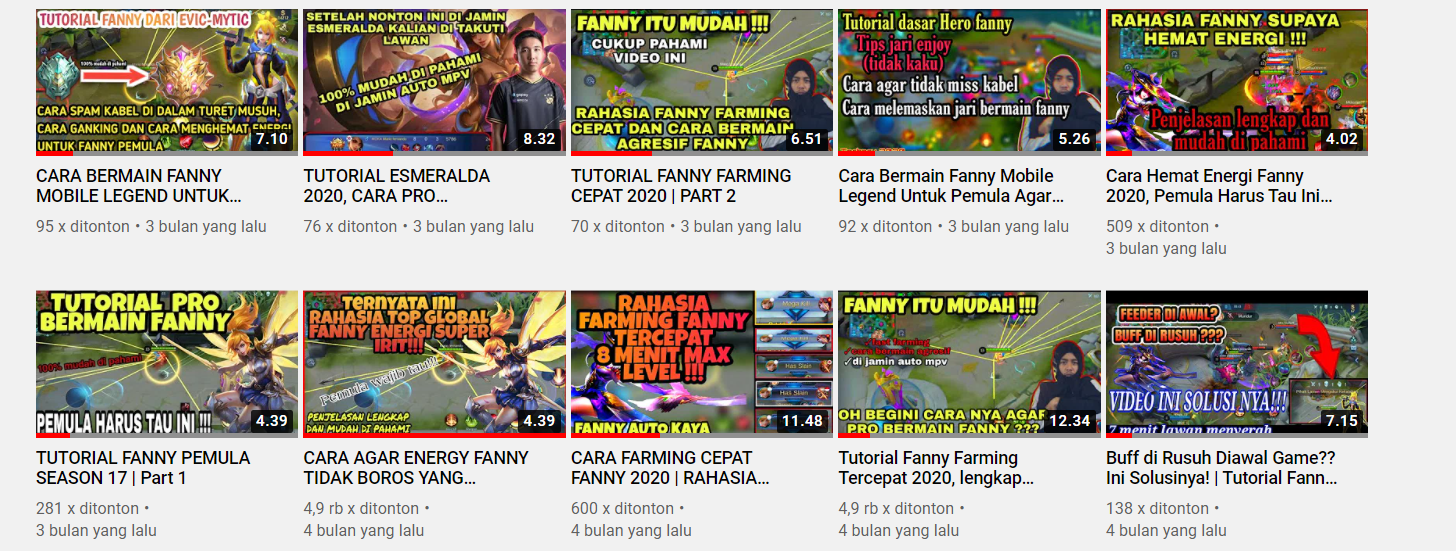 TUTORIAL FANNY DARI EVIC-MYTIC
100% mudah di pahami
CARA SPAM KABEL DI DALAM TURET MUSUH,
CARA GANKING DAN CARA MENGHEMAT ENERGI
UNTUK FANNY PEMULA
7.10
CARA BERMAIN FANNY
MOBILE LEGEND UNTUK...
95 x ditonton • 3 bulan yang lalu
SETELAH NONTON INI DI JAMIN
ESMERALDA KALIAN DI TAKUTI
LAWAN
100% MUDAH DI PAHAMI
DI JAMIN AUTO MPV
8.32
TUTORIAL ESMERALDA
2020, CARA PRO...
76 x ditonton • 3 bulan yang lalu
FANNY ITU MUDAH !!!
CUKUP PAHAMI
VIDEO INI
RAHASIA FANNY FARMING
CEPAT DAN CARA BERMAIN
AGRESIF FANNY
6.51
TUTORIAL FANNY FARMING
CEPAT 2020 | PART 2
70 x ditonton • 3 bulan yang lalu
Tutorial dasar Hero fanny
Tips jari enjoy
(tidak kaku)
Cara agar tidak miss kabel
Cara melemaskan jari bermain fanny
5.26
Cara Bermain Fanny Mobile
Legend Untuk Pemula Agar...
92 x ditonton • 3 bulan yang lalu
RAHASIA FANNY SUPAYA
HEMAT ENERGI !!!
Penjelasan lengkap dan
mudah di pahami
4.02
Cara Hemat Energi Fanny
2020, Pemula Harus Tau Ini...
509 x ditonton •
3 bulan yang lalu
TUTORIAL PRO
BERMAIN FANNY
100% mudah di pahami
PEMULA HARUS TAU INI !!!
4.39
TUTORIAL FANNY PEMULA
SEASON 17 | Part 1
281 x ditonton •
3 bulan yang lalu
TERNYATA INI
RAHASIA TOP GLOBAL
FANNY ENERGI SUPER
IRIT!!!
Pemula wajib tau!!
PENJELASAN LENGKAP
DAN MUDAH DI PAHAMI
4.39
CARA AGAR ENERGY FANNY
TIDAK BOROS YANG...
4,9 rb x ditonton •
4 bulan yang lalu
RAHASIA
FARMING FANNY
TERCEPAT
8 MENIT MAX
LEVEL !!!
FANNY AUTO KAYA
Mega Kill
Has Slain
Has Slain
11.48
CARA FARMING CEPAT
FANNY 2020 | RAHASIA...
600 x ditonton •
4 bulan yang lalu
FANNY ITU MUDAH !!!
✓fast farming
✓cara bermain agresif
✓di jamin auto mpv
OH BEGINI CARA NYA AGAR
PRO BERMAIN FANNY ???
12.34
Tutorial Fanny Farming
Tercepat 2020, lengkap...
4,9 rb x ditonton •
4 bulan yang lalu
FEEDER DI AWAL?
BUFF DI RUSUH ???
VIDEO INI SOLUSI NYA!!!
7 menit lawan menyerah
7.15
Buff di Rusuh Diawal Game??
Ini Solusinya! | Tutorial Fann...
138 x ditonton •
4 bulan yang lalu